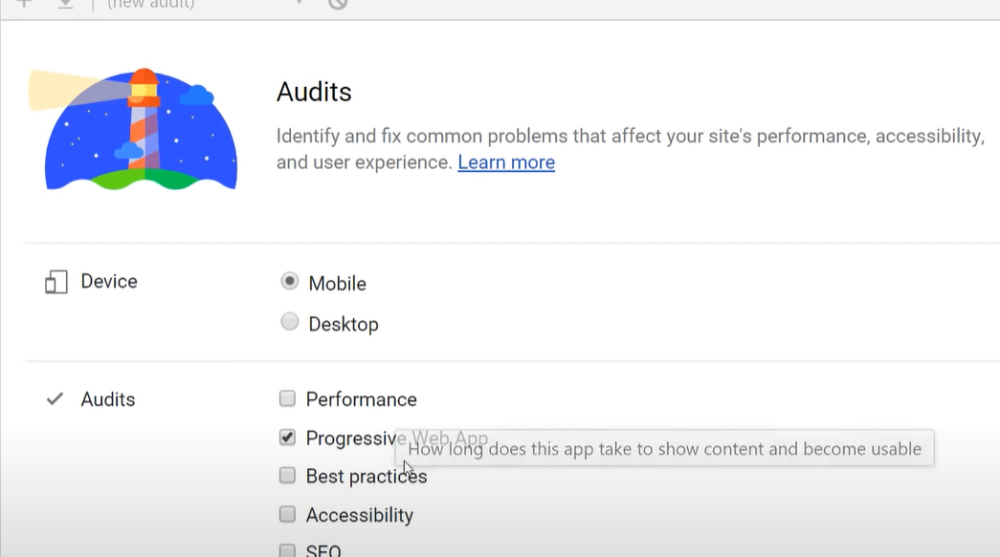 (new audit)
Audits
Identify and fix common problems that affect your site's performance, accessibility,
and user experience. Learn more
Device
Mobile
Desktop
Audits
Performance
Progressive Web App
How long does this app take to show content and become usable
Best practices
Accessibility
SEO